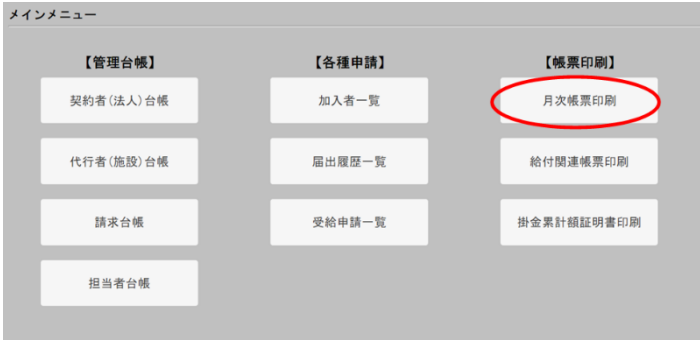 メインメニュー
【管理台帳】
契約者(法人)台帳
代行者(施設)台帳
請求台帳
担当者台帳
【各種申請】
加入者一覧
届出履歴一覧
受給申請一覧
【帳票印刷】
月次帳票印刷
給付関連帳票印刷
掛金累計額証明書印刷